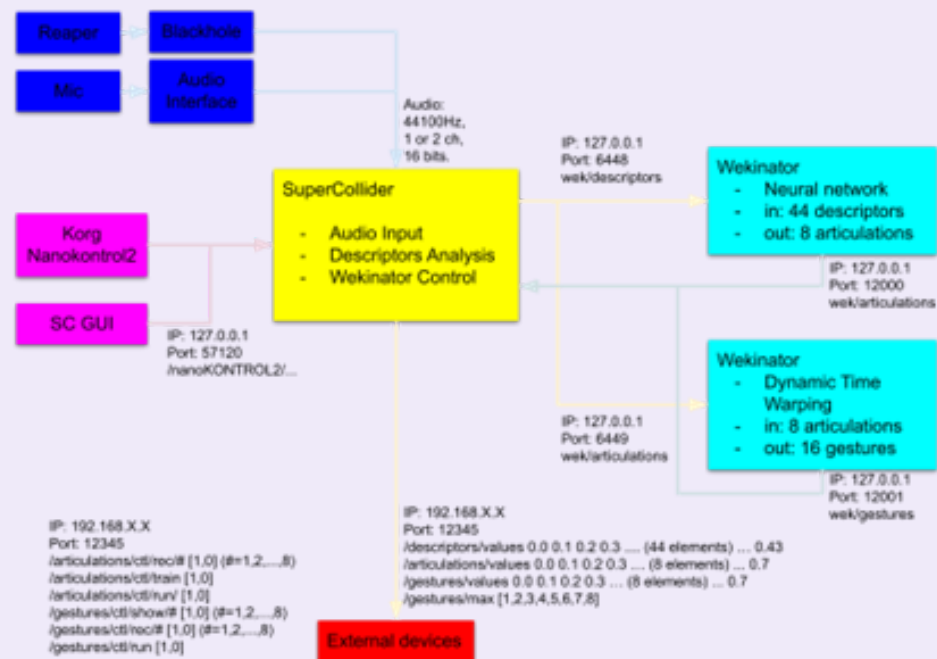 Reaper
Blackhole
Mic
Audio
Interface
Audio:
44100Hz,
1 or 2 ch,
16 bits.
IP: 127.0.0.1
Port: 6448
wek/descriptors
Wekinator
- Neural network
- in: 44 descriptors
- out: 8 articulations
SuperCollider
- Audio Input
- Descriptors Analysis
- Wekinator Control
Korg
Nanokontrol2
SC GUI
IP: 127.0.0.1
Port: 57120
/nanoKONTROL2/...
IP: 127.0.0.1
Port: 12000
wek/articulations
Wekinator
- Dynamic Time
Warping
- in: 8 articulations
- out: 16 gestures
IP: 127.0.0.1
Port: 6449
wek/articulations
IP: 127.0.0.1
Port: 12001
wek/gestures
IP: 192.168.X.X
Port: 12345
/articulations/ctl/rec/# [1,0] (#=1,2,...,8)
/articulations/ctl/train [1,0]
/articulations/ctl/run/ [1,0]
/gestures/ctl/show/# [1,0] (#=1,2,...,8)
/gestures/ctl/rec/# [1,0] (#=1,2,...,8)
/gestures/ctl/run [1,0]
IP: 192.168.X.X
Port: 12345
/descriptors/values 0.0 0.1 0.2 0.3 .... (44 elements) ... 0.43
/articulations/values 0.0 0.1 0.2 0.3 ... (8 elements) ... 0.7
/gestures/values 0.0 0.1 0.2 0.3 ... (8 elements) ... 0.7
/gestures/max [1,2,3,4,5,6,7,8]
External devices